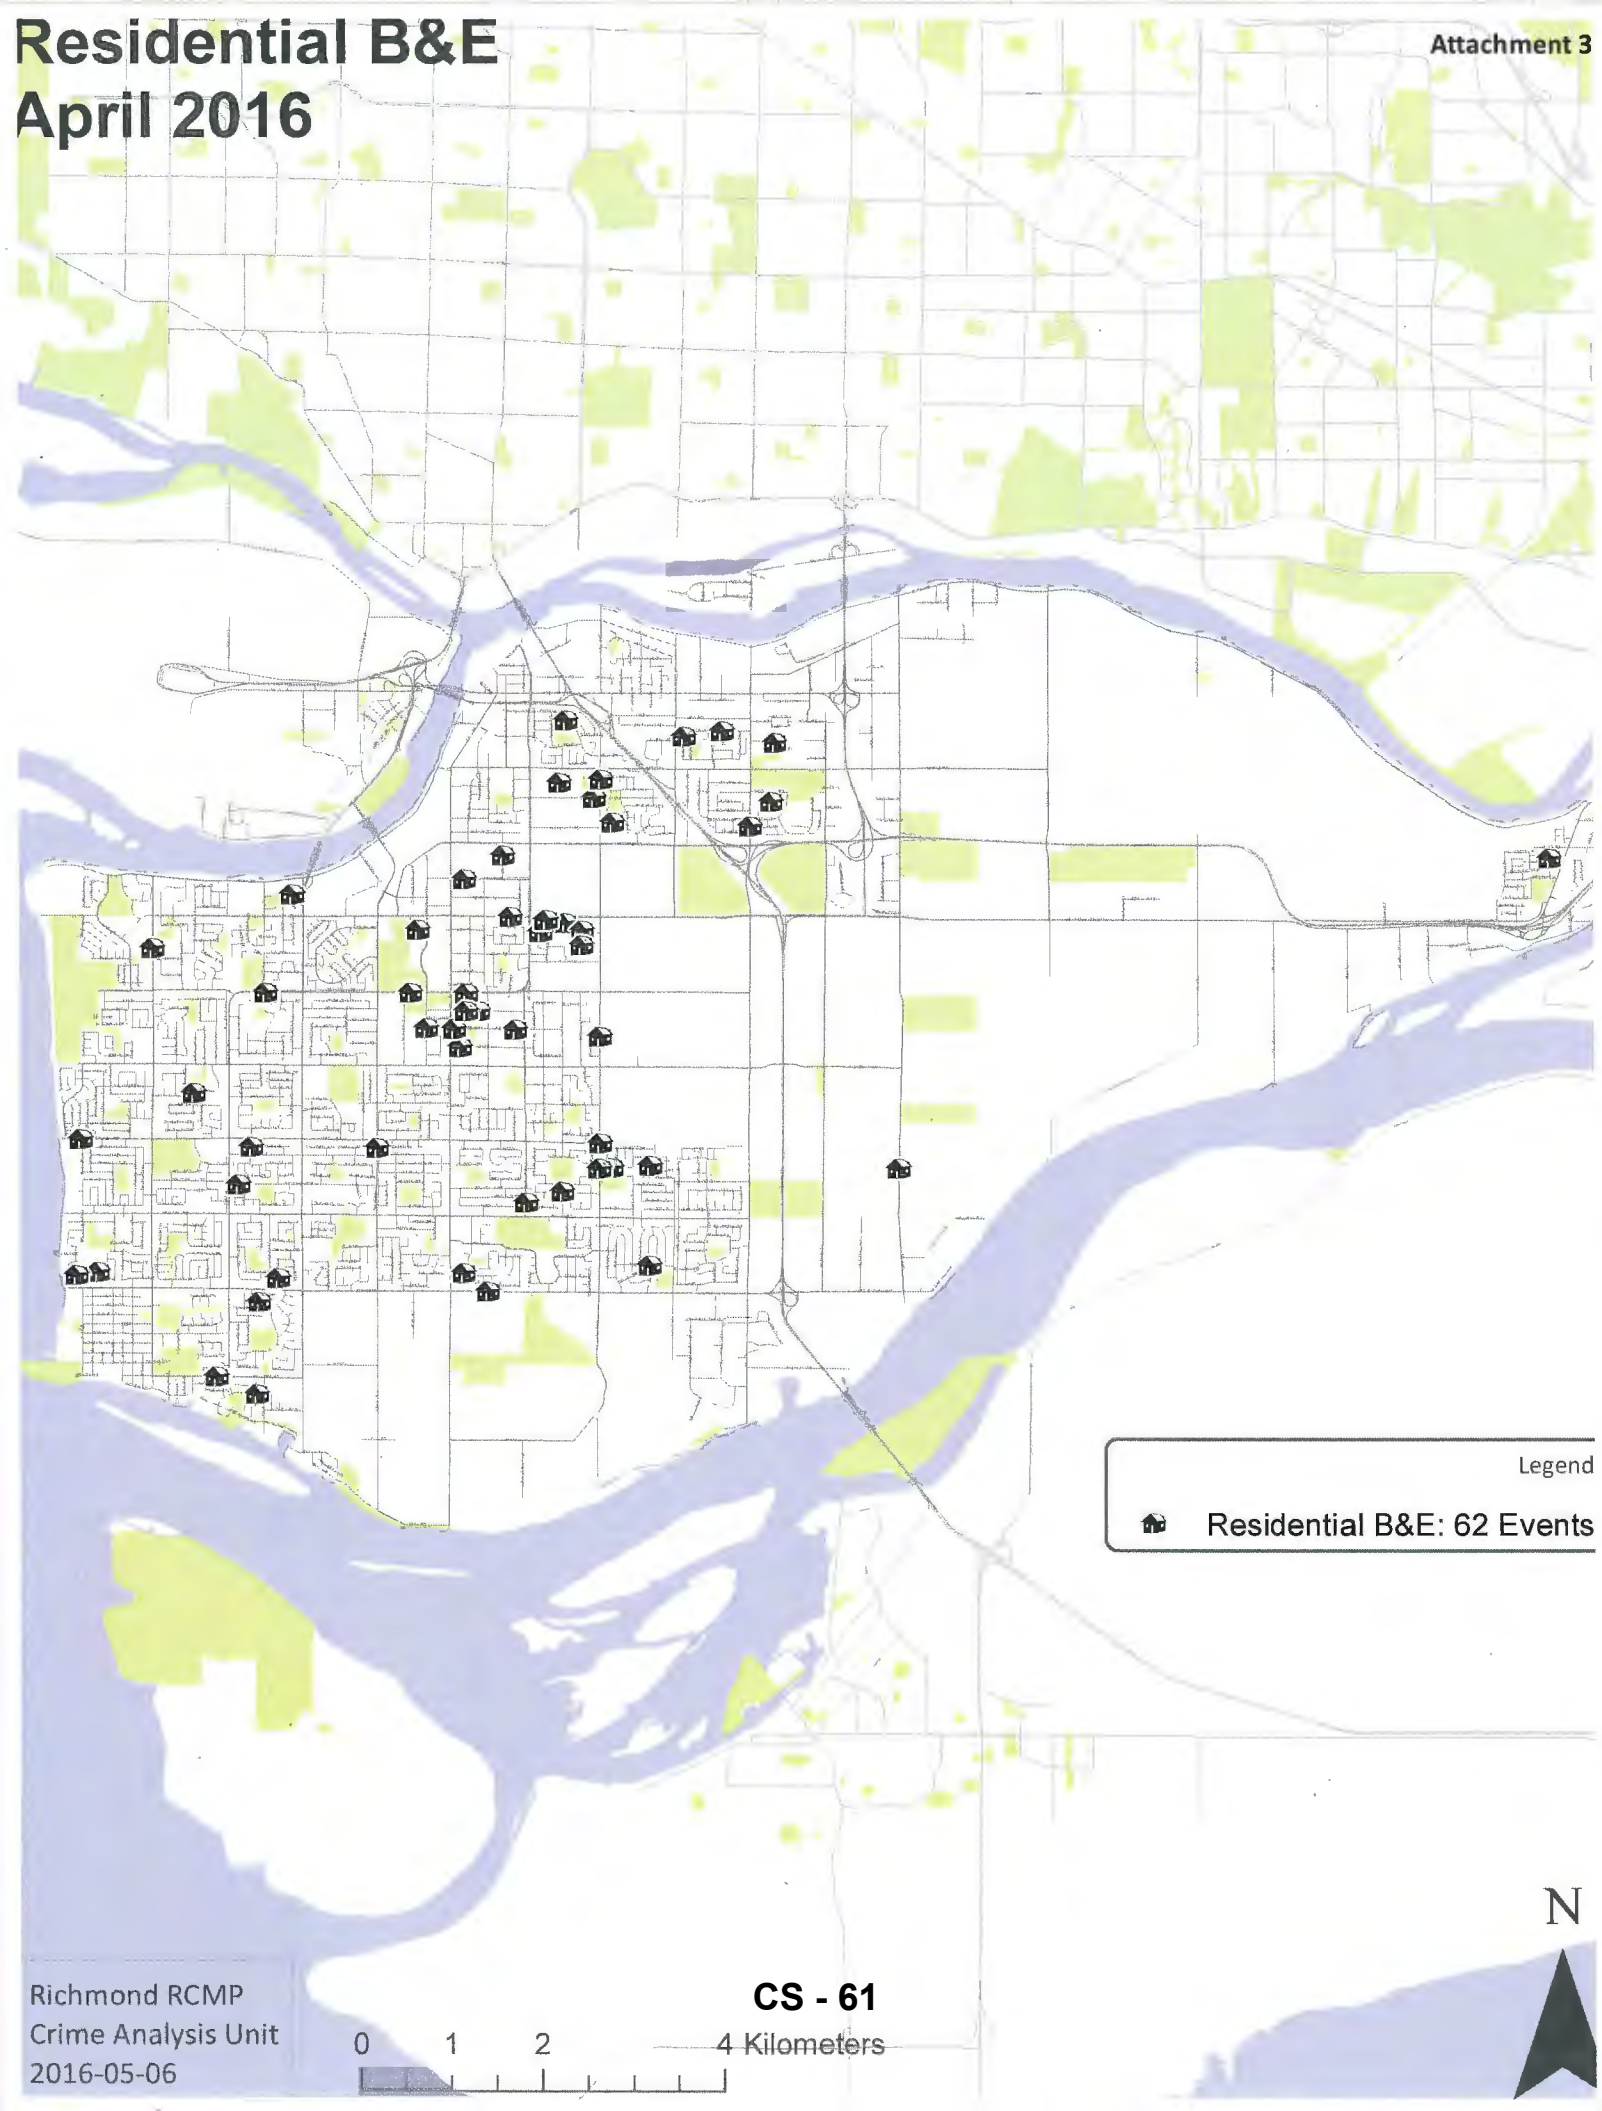 Residential B&E
April 2016
Attachment 3
Legend
Residential B&E: 62 Events
N
Richmond RCMP
Crime Analysis Unit
2016-05-06
CS - 61
0 1 2 4 Kilometers